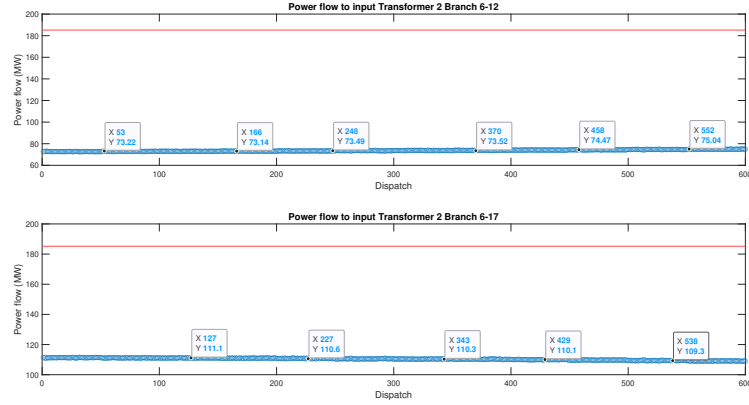 Power flow to input Transformer 2 Branch 6-12
200
180
160
140
120
100
80
60
Power flow (MW)
X 53
Y 73.22
X 166
Y 73.14
X 248
Y 73.49
X 370
Y 73.52
X 458
Y 74.47
X 552
Y 75.04
0 100 200 300 400 500 600
Dispatch
Power flow to input Transformer 2 Branch 6-17
200
180
160
140
120
100
Power flow (MW)
X 127
Y 111.1
X 227
Y 110.6
X 343
Y 110.3
X 429
Y 110.1
X 538
Y 109.3
0 100 200 300 400 500 600
Dispatch